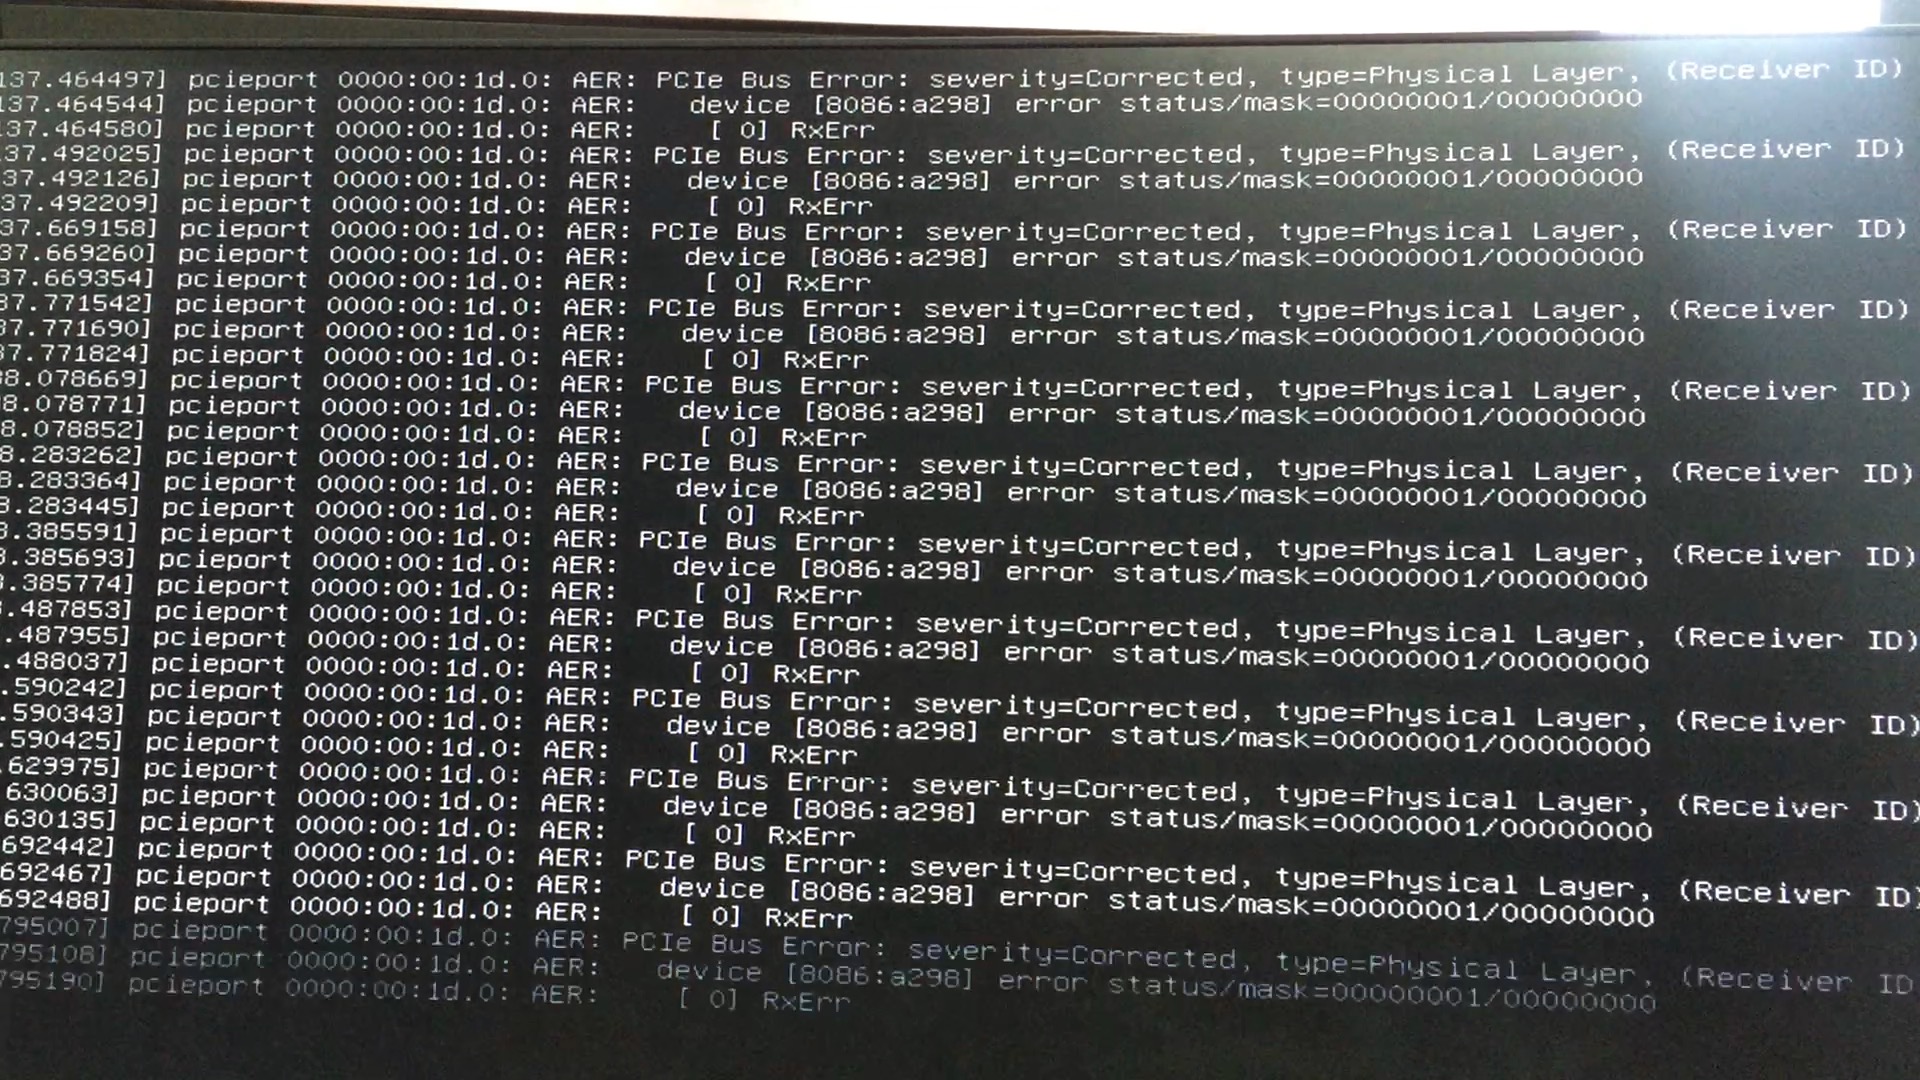 137.464497] pcieport 0000:00:1d.0: AER: PCIe Bus Error: severity=Corrected, type=Physical Layer, (Receiver ID)
137.464544] pcieport 0000:00:1d.0: AER: device [8086:a298] error status/mask=00000001/00000000
137.464580] pcieport 0000:00:1d.0: AER: [ 0] RxErr
37.492025] pcieport 0000:00:1d.0: AER: PCIe Bus Error: severity=Corrected, type=Physical Layer, (Receiver ID)
37.492126] pcieport 0000:00:1d.0: AER: device [8086:a298] error status/mask=00000001/00000000
37.492209] pcieport 0000:00:1d.0: AER: [ 0] RxErr
37.669158] pcieport 0000:00:1d.0: AER: PCIe Bus Error: severity=Corrected, type=Physical Layer, (Receiver ID)
37.669260] pcieport 0000:00:1d.0: AER: device [8086:a298] error status/mask=00000001/00000000
37.669354] pcieport 0000:00:1d.0: AER: [ 0] RxErr
37.771542] pcieport 0000:00:1d.0: AER: PCIe Bus Error: severity=Corrected, type=Physical Layer, (Receiver ID)
37.771690] pcieport 0000:00:1d.0: AER: device [8086:a298] error status/mask=00000001/00000000
37.771824] pcieport 0000:00:1d.0: AER: [ 0] RxErr
38.078669] pcieport 0000:00:1d.0: AER: PCIe Bus Error: severity=Corrected, type=Physical Layer, (Receiver ID)
8.078771] pcieport 0000:00:1d.0: AER: device [8086:a298] error status/mask=00000001/00000000
8.078852] pcieport 0000:00:1d.0: AER: [ 0] RxErr
8.283262] pcieport 0000:00:1d.0: AER: PCIe Bus Error: severity=Corrected, type=Physical Layer, (Receiver ID)
8.283364] pcieport 0000:00:1d.0: AER: device [8086:a298] error status/mask=00000001/00000000
8.283445] pcieport 0000:00:1d.0: AER: [ 0] RxErr
8.385591] pcieport 0000:00:1d.0: AER: PCIe Bus Error: severity=Corrected, type=Physical Layer, (Receiver ID)
8.385693] pcieport 0000:00:1d.0: AER: device [8086:a298] error status/mask=00000001/00000000
8.385774] pcieport 0000:00:1d.0: AER: [ 0] RxErr
.487853] pcieport 0000:00:1d.0: AER: PCIe Bus Error: severity=Corrected, type=Physical Layer, (Receiver ID)
.487955] pcieport 0000:00:1d.0: AER: device [8086:a298] error status/mask=00000001/00000000
.488037] pcieport 0000:00:1d.0: AER: [ 0] RxErr
.590242] pcieport 0000:00:1d.0: AER: PCIe Bus Error: severity=Corrected, type=Physical Layer, (Receiver ID)
.590343] pcieport 0000:00:1d.0: AER: device [8086:a298] error status/mask=00000001/00000000
.590425] pcieport 0000:00:1d.0: AER: [ 0] RxErr
.629975] pcieport 0000:00:1d.0: AER: PCIe Bus Error: severity=Corrected, type=Physical Layer, (Receiver ID)
630063] pcieport 0000:00:1d.0: AER: device [8086:a298] error status/mask=00000001/00000000
630135] pcieport 0000:00:1d.0: AER: [ 0] RxErr
692442] pcieport 0000:00:1d.0: AER: PCIe Bus Error: severity=Corrected, type=Physical Layer, (Receiver ID)
692467] pcieport 0000:00:1d.0: AER: device [8086:a298] error status/mask=00000001/00000000
692488] pcieport 0000:00:1d.0: AER: [ 0] RxErr
795007] pcieport 0000:00:1d.0: AER: PCIe Bus Error: severity=Corrected, type=Physical Layer, (Receiver ID
795108] pcieport 0000:00:1d.0: AER: device [8086:a298] error status/mask=00000001/00000000
795190] pcieport 0000:00:1d.0: AER: [ 0] RxErr